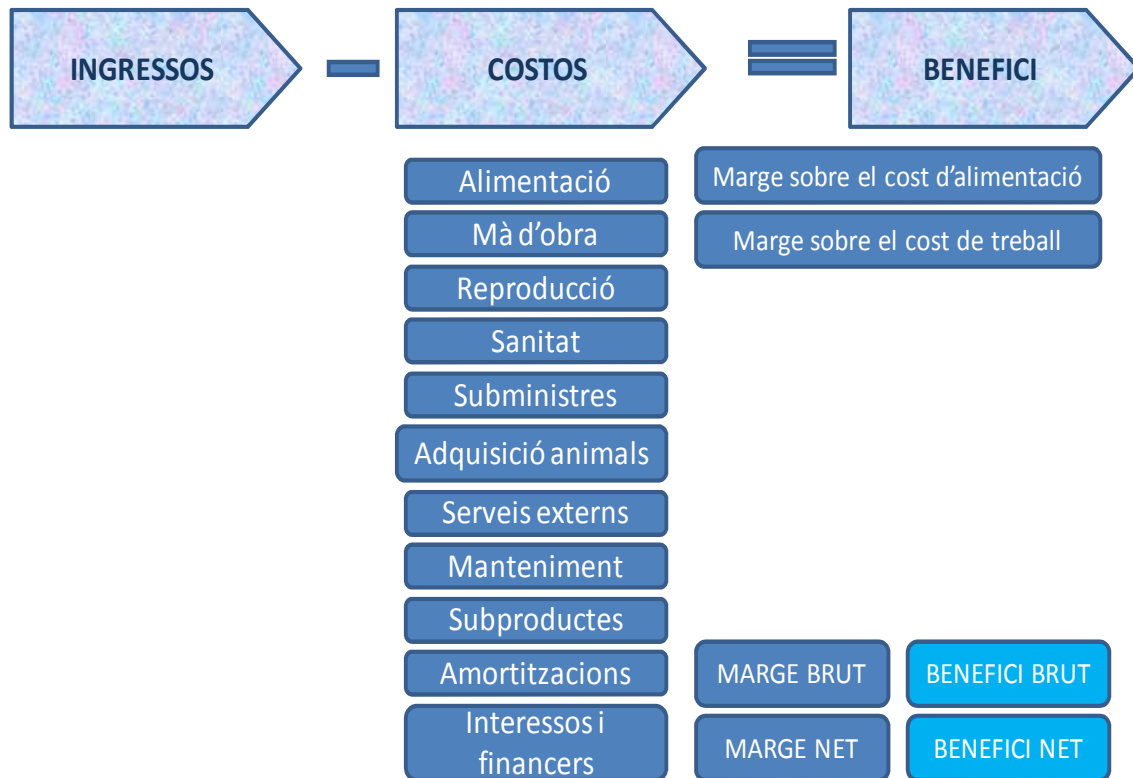 INGRESSOS
COSTOS
BENEFICI
Alimentació
Marge sobre el cost d’alimentació
Mà d’obra
Marge sobre el cost de treball
Reproducció
Sanitat
Subministres
Adquisició animals
Serveis externs
Manteniment
Subproductes
Amortitzacions
MARGE BRUT
BENEFICI BRUT
Interessos i
financers
MARGE NET
BENEFICI NET